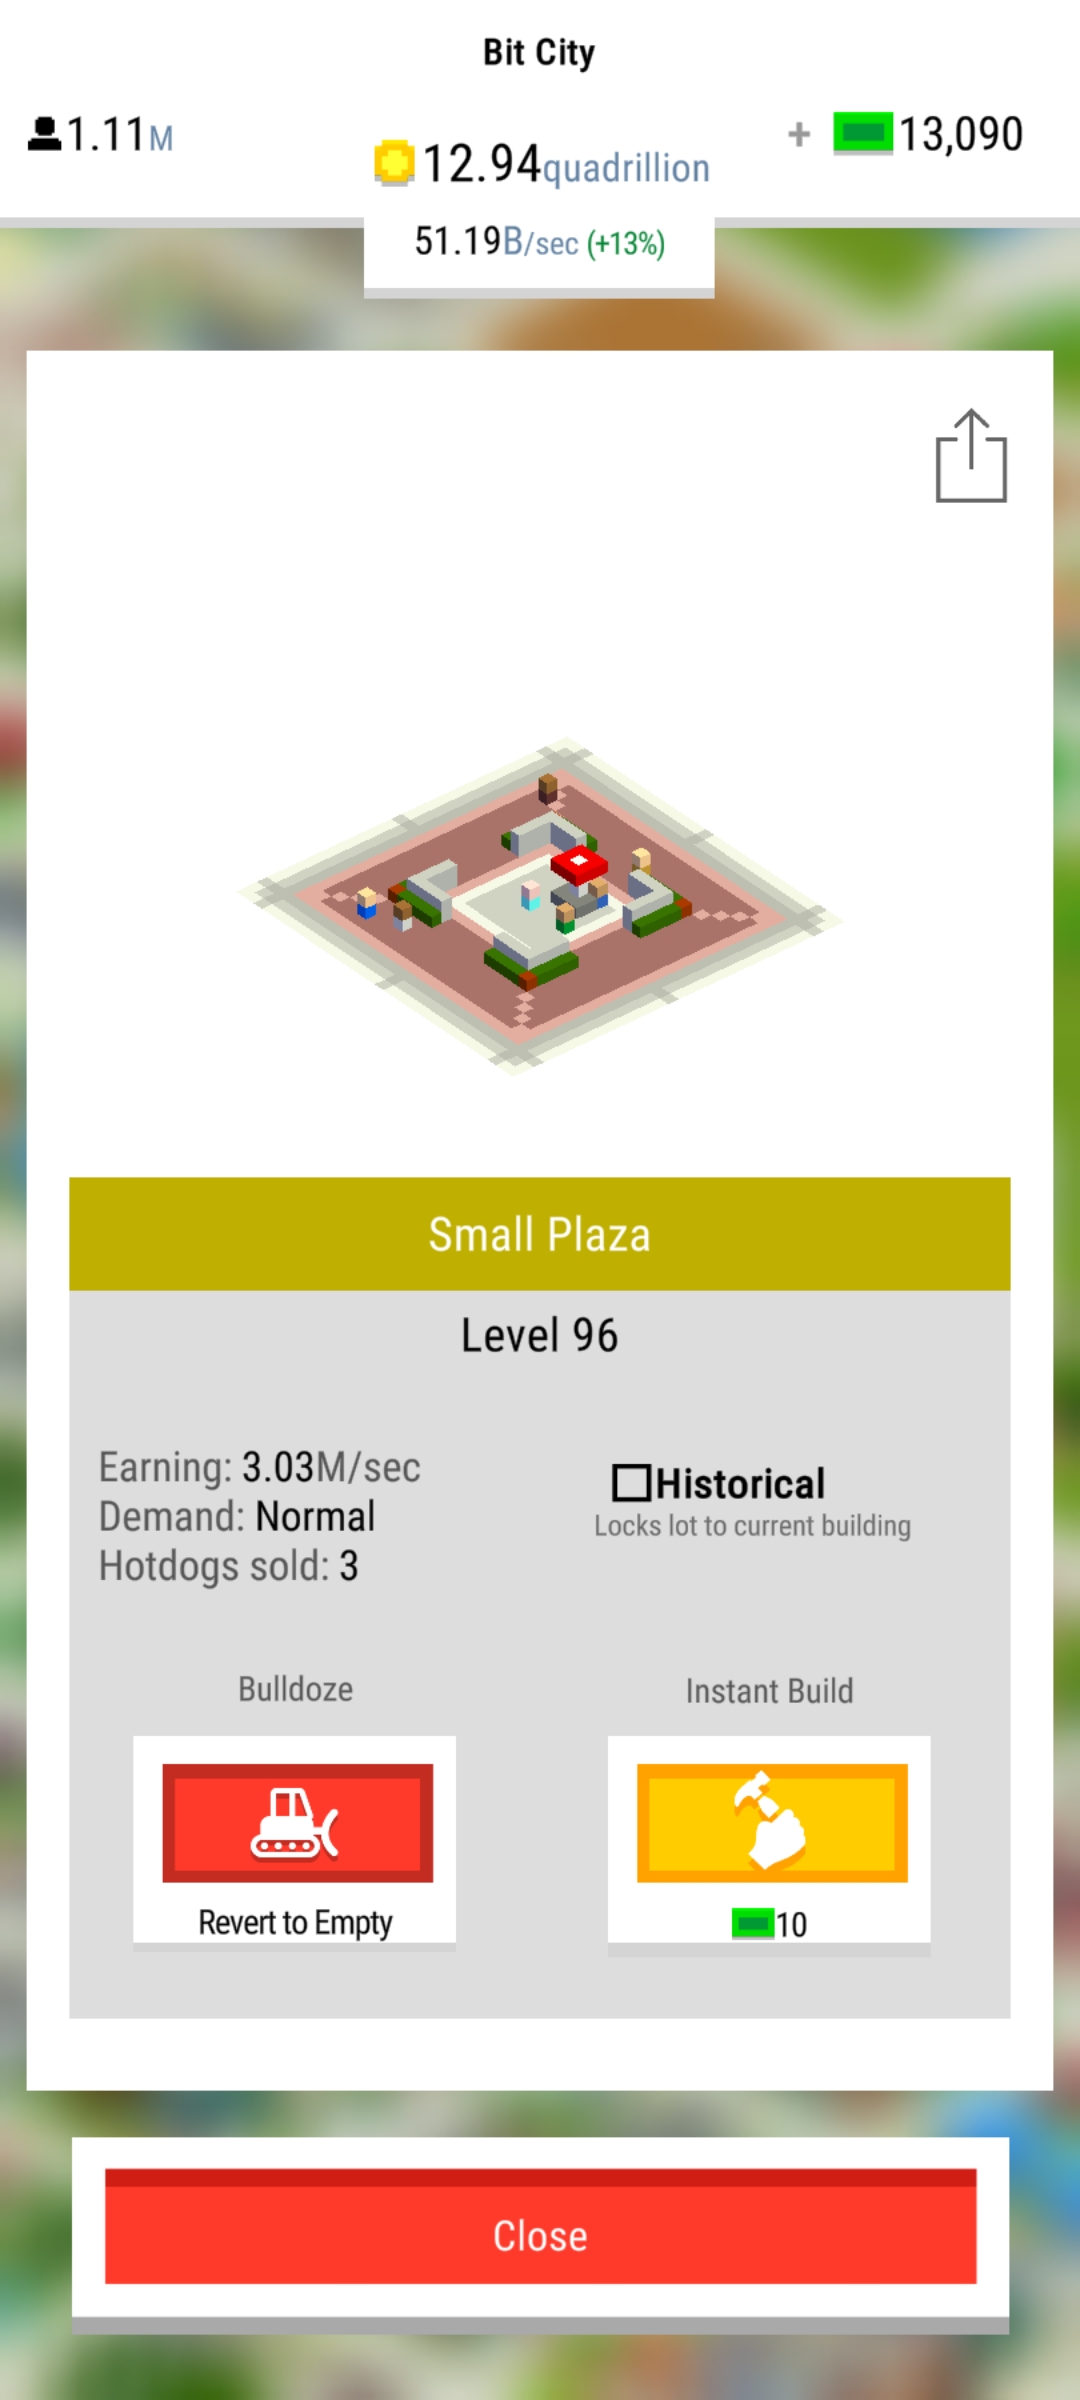 Bit City
1.11M
12.94quadrillion
+ 13,090
51.19B/sec (+13%)
Small Plaza
Level 96
Earning: 3.03M/sec
Demand: Normal
Hotdogs sold: 3
Historical
Locks lot to current building
Bulldoze
Revert to Empty
Instant Build
10
Close